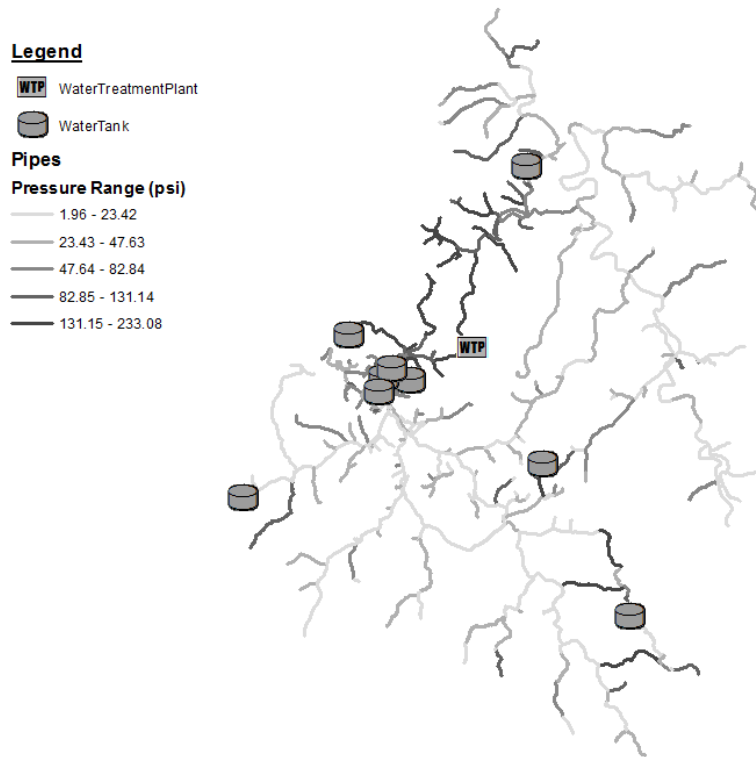 Legend
WTP WaterTreatmentPlant
WaterTank
Pipes
Pressure Range (psi)
1.96 - 23.42
23.43 - 47.63
47.64 - 82.84
82.85 - 131.14
131.15 - 233.08
WTP